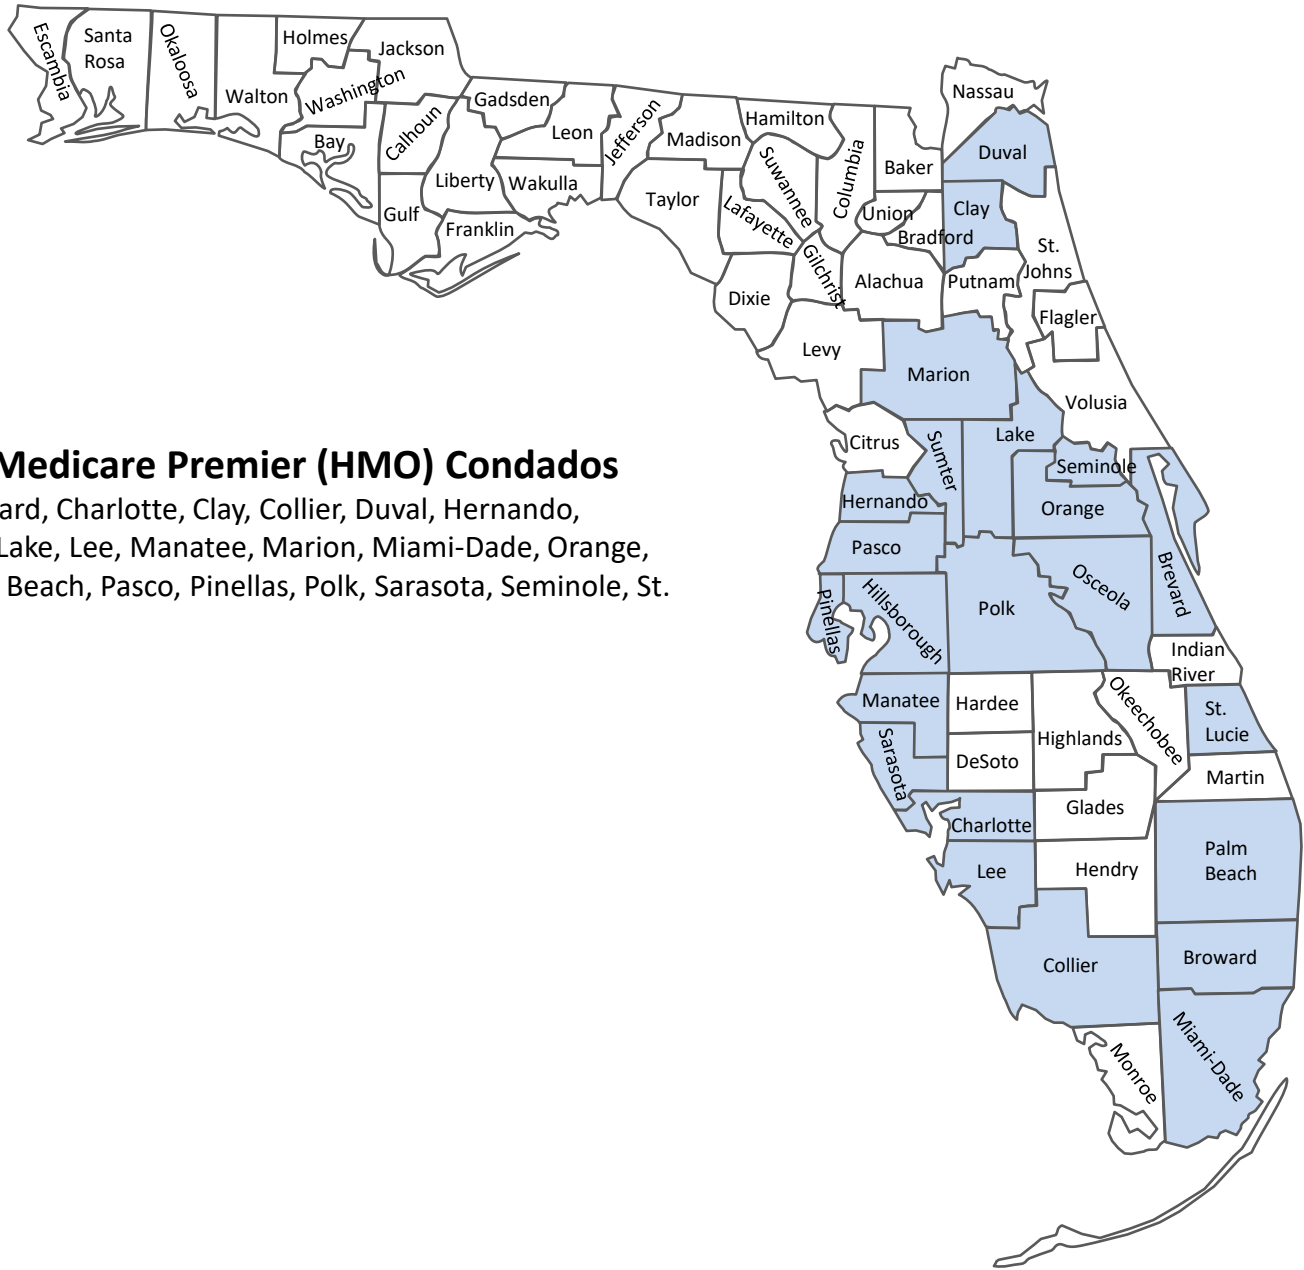 Escambia
Santa
Rosa
Okaloosa
Walton
Holmes
Jackson
Washington
Bay
Calhoun
Gadsden
Leon
Jefferson
Madison
Hamilton
Nassau
Duval
Baker
Columbia
Suwannee
Liberty
Wakulla
Taylor
Lafayette
Union
Clay
Gulf
Franklin
Bradford
St.
Johns
Gilchrist
Alachua
Putnam
Dixie
Flagler
Levy
Marion
Volusia
Citrus
Sumter
Lake
Seminole
Medicare Premier (HMO) Condados
ard, Charlotte, Clay, Collier, Duval, Hernando,
Lake, Lee, Manatee, Marion, Miami-Dade, Orange,
Beach, Pasco, Pinellas, Polk, Sarasota, Seminole, St.
Hernando
Orange
Pasco
Osceola
Brevard
Pinellas
Hillsborough
Polk
Indian
River
Manatee
Hardee
Okeechobee
St.
Lucie
Sarasota
DeSoto
Highlands
Martin
Charlotte
Glades
Lee
Hendry
Palm
Beach
Collier
Broward
Monroe
Miami-Dade